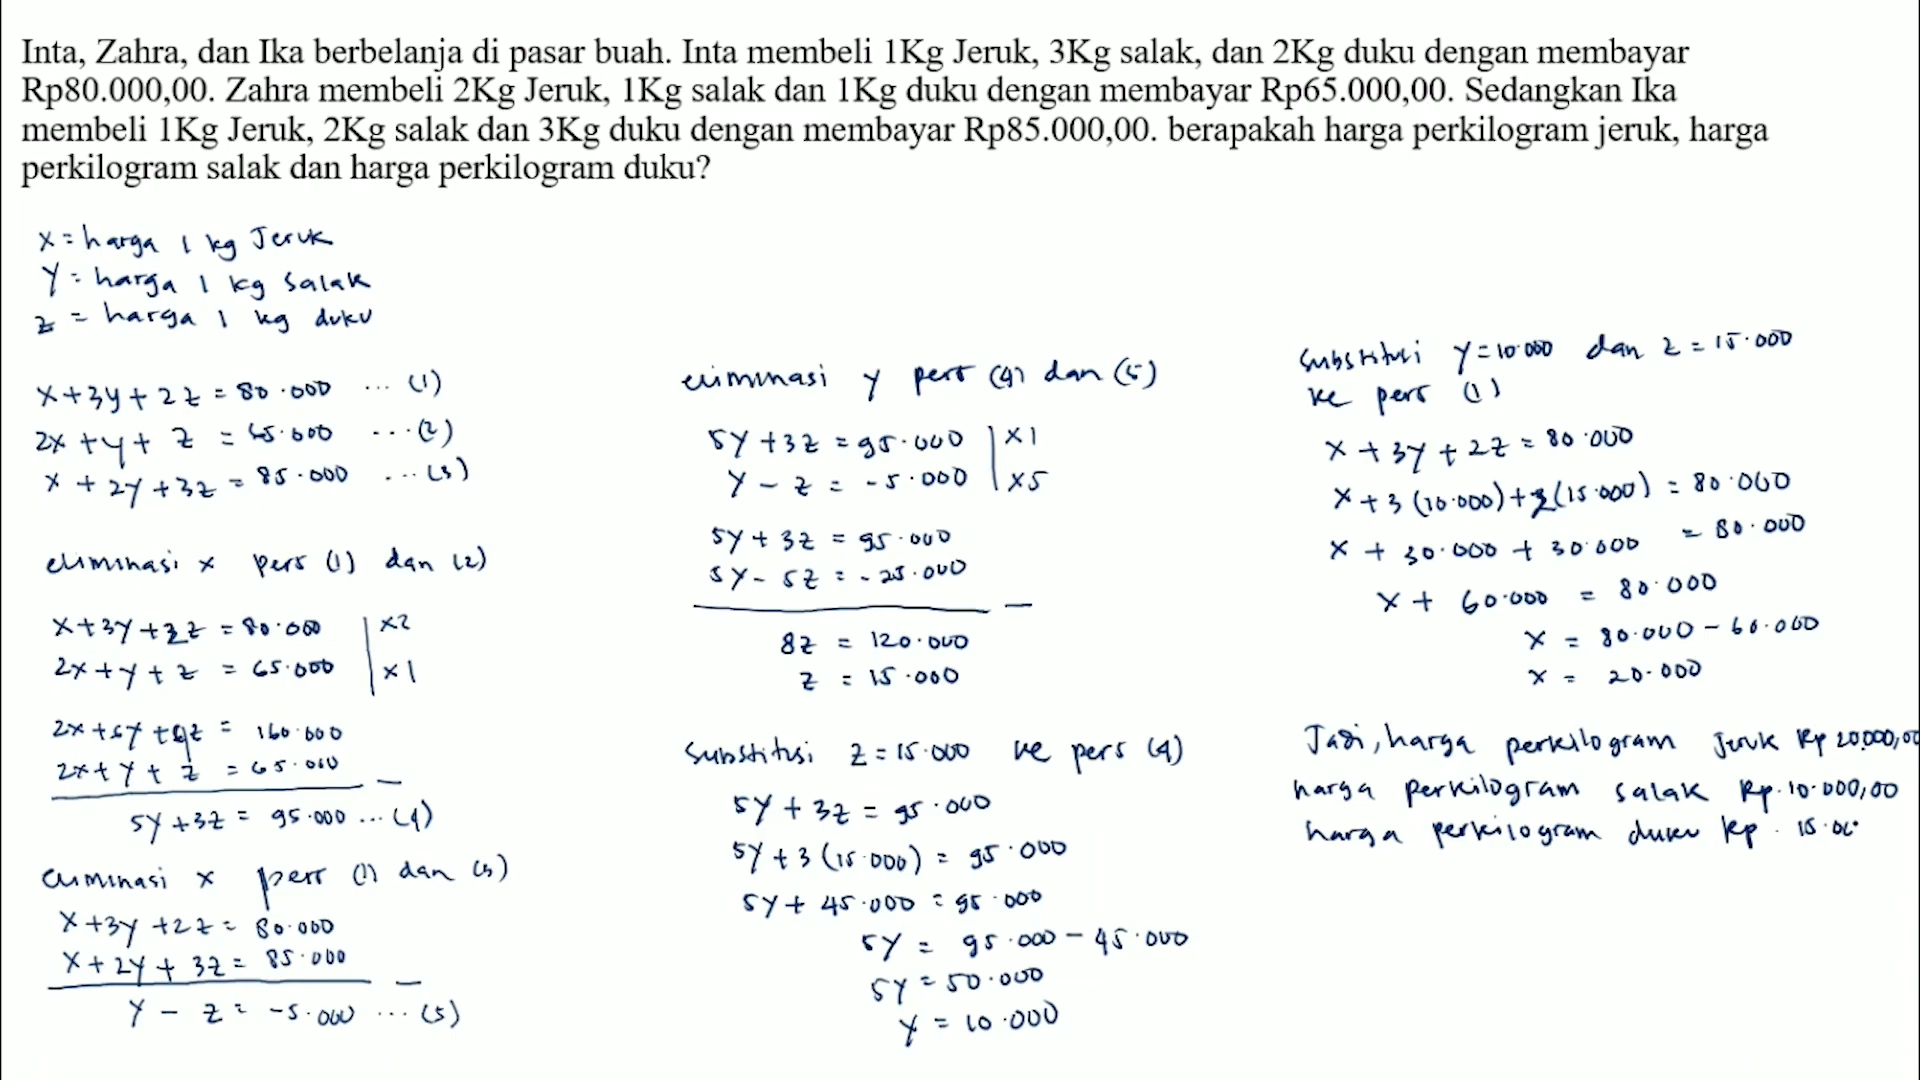 Inta, Zahra, dan Ika berbelanja di pasar buah. Inta membeli 1Kg Jeruk, 3Kg salak, dan 2Kg duku dengan membayar
Rp80.000,00. Zahra membeli 2Kg Jeruk, 1Kg salak dan 1Kg duku dengan membayar Rp65.000,00. Sedangkan Ika
membeli 1Kg Jeruk, 2Kg salak dan 3Kg duku dengan membayar Rp85.000,00. berapakah harga perkilogram jeruk, harga
perkilogram salak dan harga perkilogram duku?
x = harga 1 kg Jeruk
y = harga 1 kg salak
z = harga 1 kg duku
x + 3y + 2z = 80.000 ... (1)
2x + y + z = 65.000 ... (2)
x + 2y + 3z = 85.000 ... (3)
eliminasi x pers (1) dan (2)
x + 3y + 2z = 80.000 | x2
2x + y + z = 65.000 | x1
2x + 6y + 4z = 160.000
2x + y + z = 65.000 –
5y + 3z = 95.000 ... (4)
eliminasi x pers (1) dan (3)
x + 3y + 2z = 80.000
x + 2y + 3z = 85.000 –
y – z = -5.000 ... (5)
eliminasi y pers (4) dan (5)
5y + 3z = 95.000 | x1
y – z = -5.000 | x5
5y + 3z = 95.000
5y – 5z = -25.000 –
8z = 120.000
z = 15.000
substitusi z = 15.000 ke pers (4)
5y + 3z = 95.000
5y + 3(15.000) = 95.000
5y + 45.000 = 95.000
5y = 95.000 – 45.000
5y = 50.000
y = 10.000
substitusi y = 10.000 dan z = 15.000
ke pers (1)
x + 3y + 2z = 80.000
x + 3(10.000) + 2(15.000) = 80.000
x + 30.000 + 30.000 = 80.000
x + 60.000 = 80.000
x = 80.000 – 60.000
x = 20.000
Jadi, harga perkilogram jeruk Rp 20.000,00
harga perkilogram salak Rp. 10.000,00
harga perkilogram duku Rp. 15.00